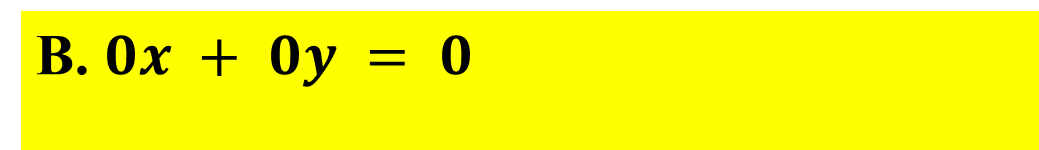 B. 0x + 0y = 0